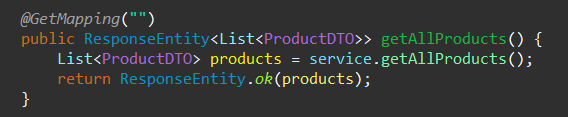 @GetMapping("")
public ResponseEntity<List<ProductDTO>> getAllProducts() {
    List<ProductDTO> products = service.getAllProducts();
    return ResponseEntity.ok(products);
}